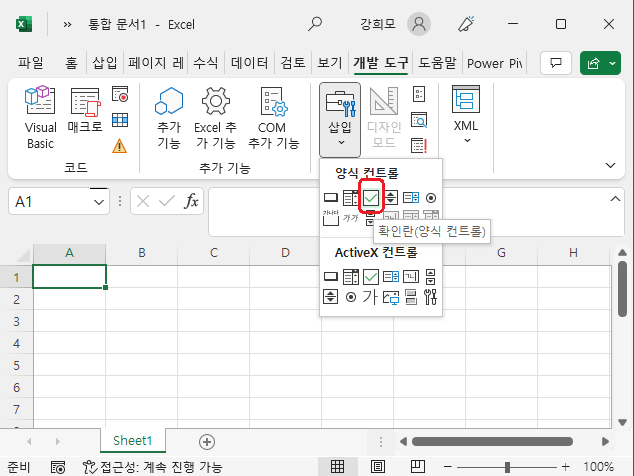 통합 문서1 - Excel 강희모
파일 홈 삽입 페이지 레 수식 데이터 검토 보기 개발 도구 도움말 Power Piv
Visual Basic
매크로
추가 기능
Excel 추가 기능
COM 추가 기능
삽입
디자인 모드
XML
코드 추가 기능
양식 컨트롤
가나다 가가
확인란(양식 컨트롤)
ActiveX 컨트롤
가
A1 fx
A B C D G H
1
2
3
4
5
6
7
Sheet1
준비 접근성: 계속 진행 가능 100%